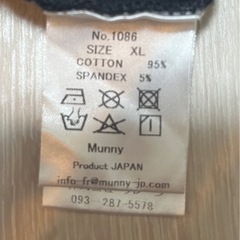 No.1086
SIZE XL
COTTON 95%
SPANDEX 5%
Munny
Product JAPAN
info-fr@munny-jp.com
093-287-5578